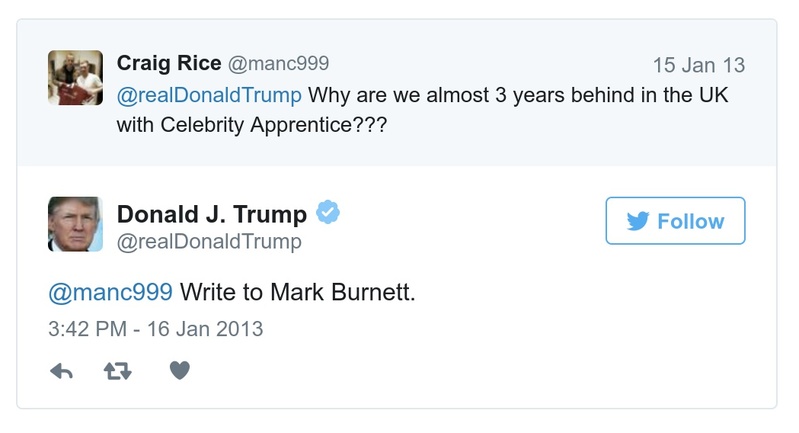 Craig Rice @manc999 15 Jan 13
@realDonaldTrump Why are we almost 3 years behind in the UK
with Celebrity Apprentice???
Donald J. Trump
@realDonaldTrump
Follow
@manc999 Write to Mark Burnett.
3:42 PM - 16 Jan 2013